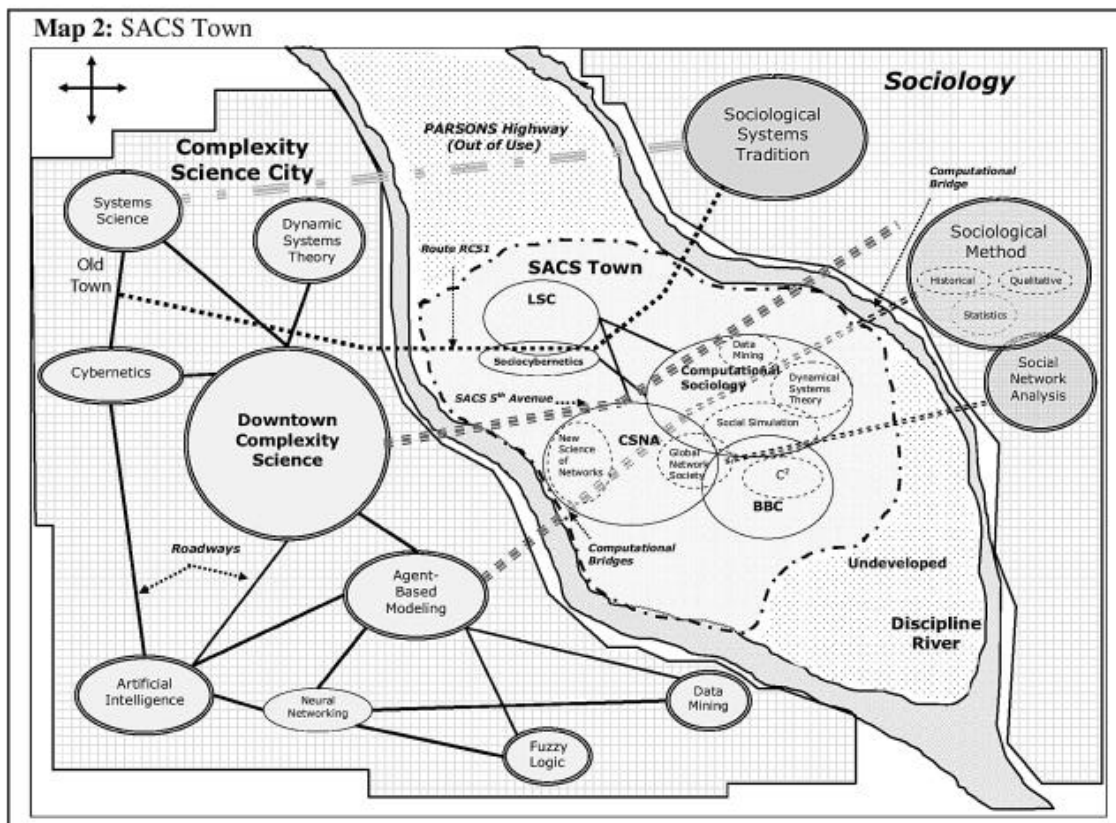 Map 2: SACS Town
Sociology
PARSONS Highway
(Out of Use)
Sociological
Systems
Tradition
Complexity
Science City
Computational
Bridge
Systems
Science
Dynamic
Systems
Theory
Sociological
Method
Historical
Qualitative
Statistics
Old
Town
Route RC51
SACS Town
LSC
Sociocybernetics
Data
Mining
Computational
Sociology
Dynamical
Systems
Theory
Social Simulation
Social
Network
Analysis
Cybernetics
SACS 5th Avenue
Downtown
Complexity
Science
CSNA
New
Science
of
Networks
Global
Network
Society
C²
BBC
Roadways
Computational
Bridges
Undeveloped
Agent-
Based
Modeling
Discipline
River
Artificial
Intelligence
Neural
Networking
Data
Mining
Fuzzy
Logic